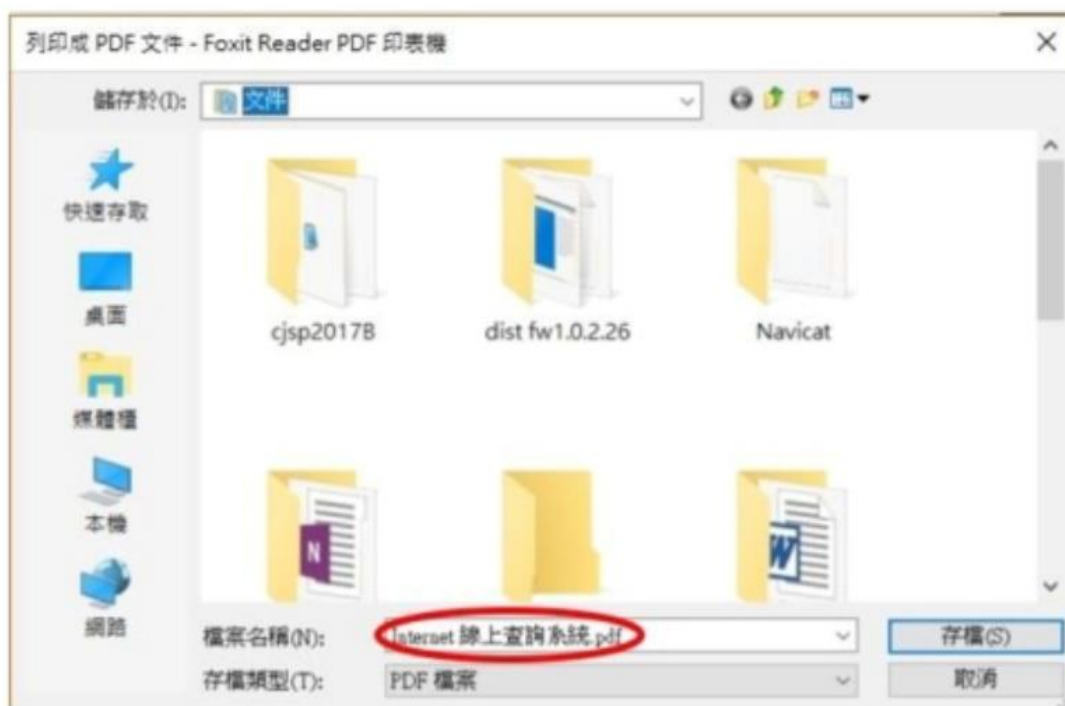 列印成 PDF 文件 - Foxit Reader PDF 印表機
儲存於(I):
文件
快速存取
桌面
媒體櫃
本機
網路
cjsp2017B
dist fw1.0.2.26
Navicat
N
W
檔案名稱(N):
Internet 線上查詢系統.pdf
存檔(S)
存檔類型(T):
PDF 檔案
取消